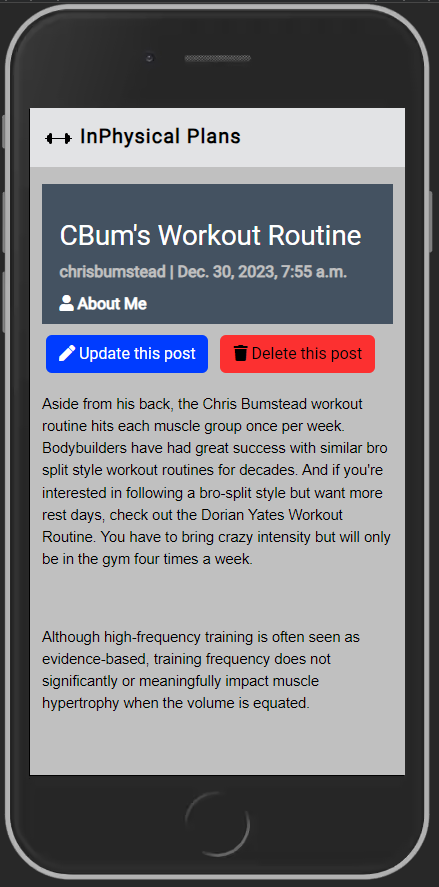 InPhysical Plans
CBum's Workout Routine
chrisbumstead | Dec. 30, 2023, 7:55 a.m.
About Me
Update this post
Delete this post
Aside from his back, the Chris Bumstead workout
routine hits each muscle group once per week.
Bodybuilders have had great success with similar bro
split style workout routines for decades. And if you're
interested in following a bro-split style but want more
rest days, check out the Dorian Yates Workout
Routine. You have to bring crazy intensity but will only
be in the gym four times a week.
Although high-frequency training is often seen as
evidence-based, training frequency does not
significantly or meaningfully impact muscle
hypertrophy when the volume is equated.